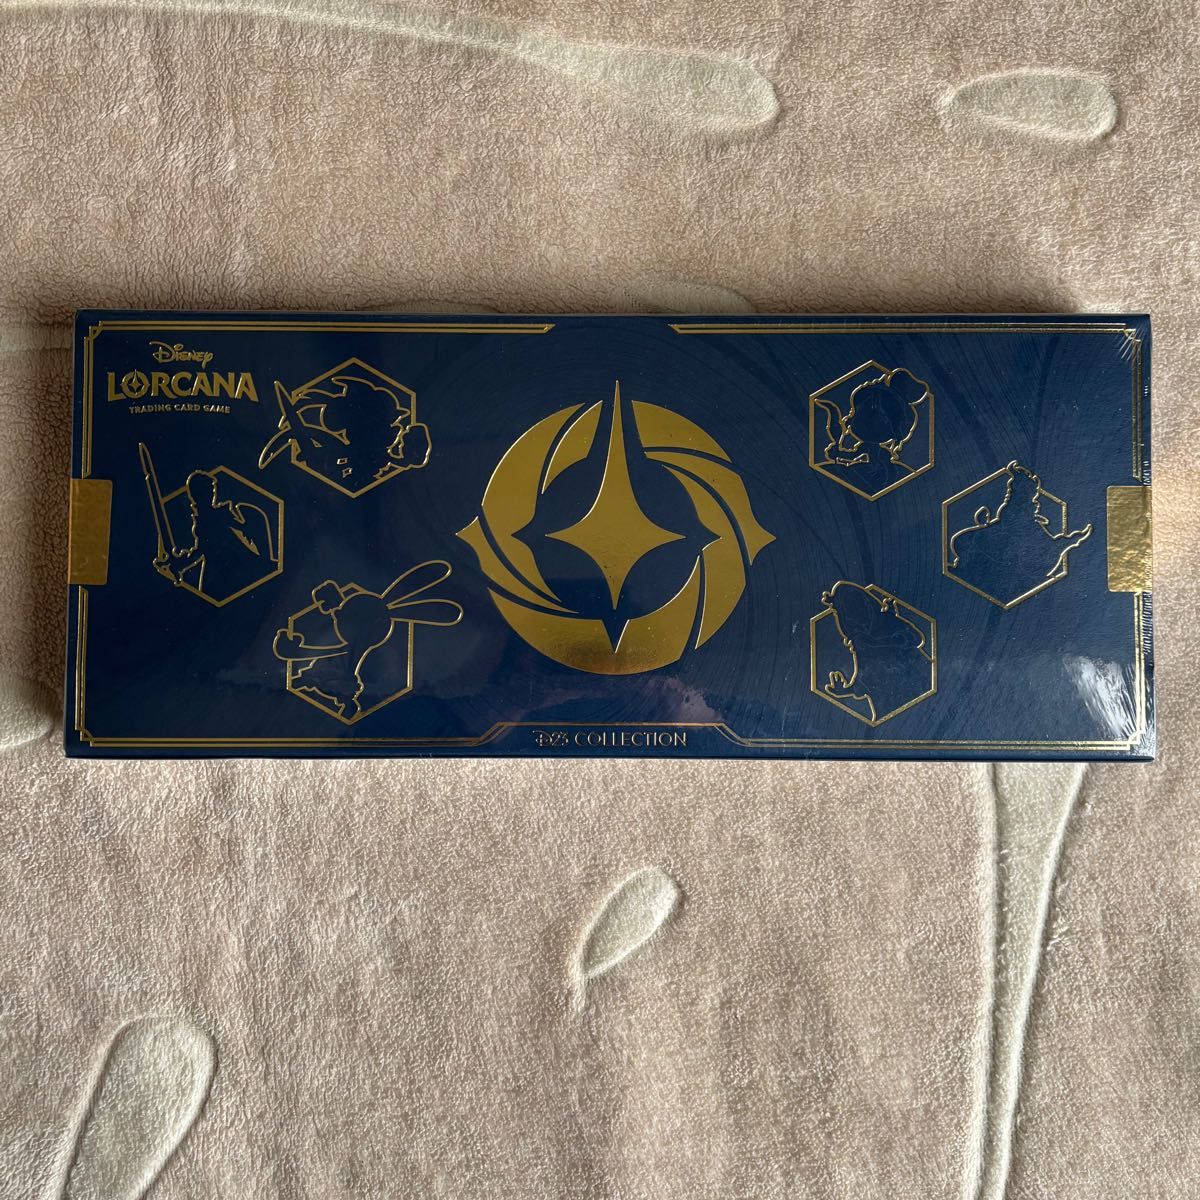 Disney
LORCANA
TRADING CARD GAME
D23 COLLECTION